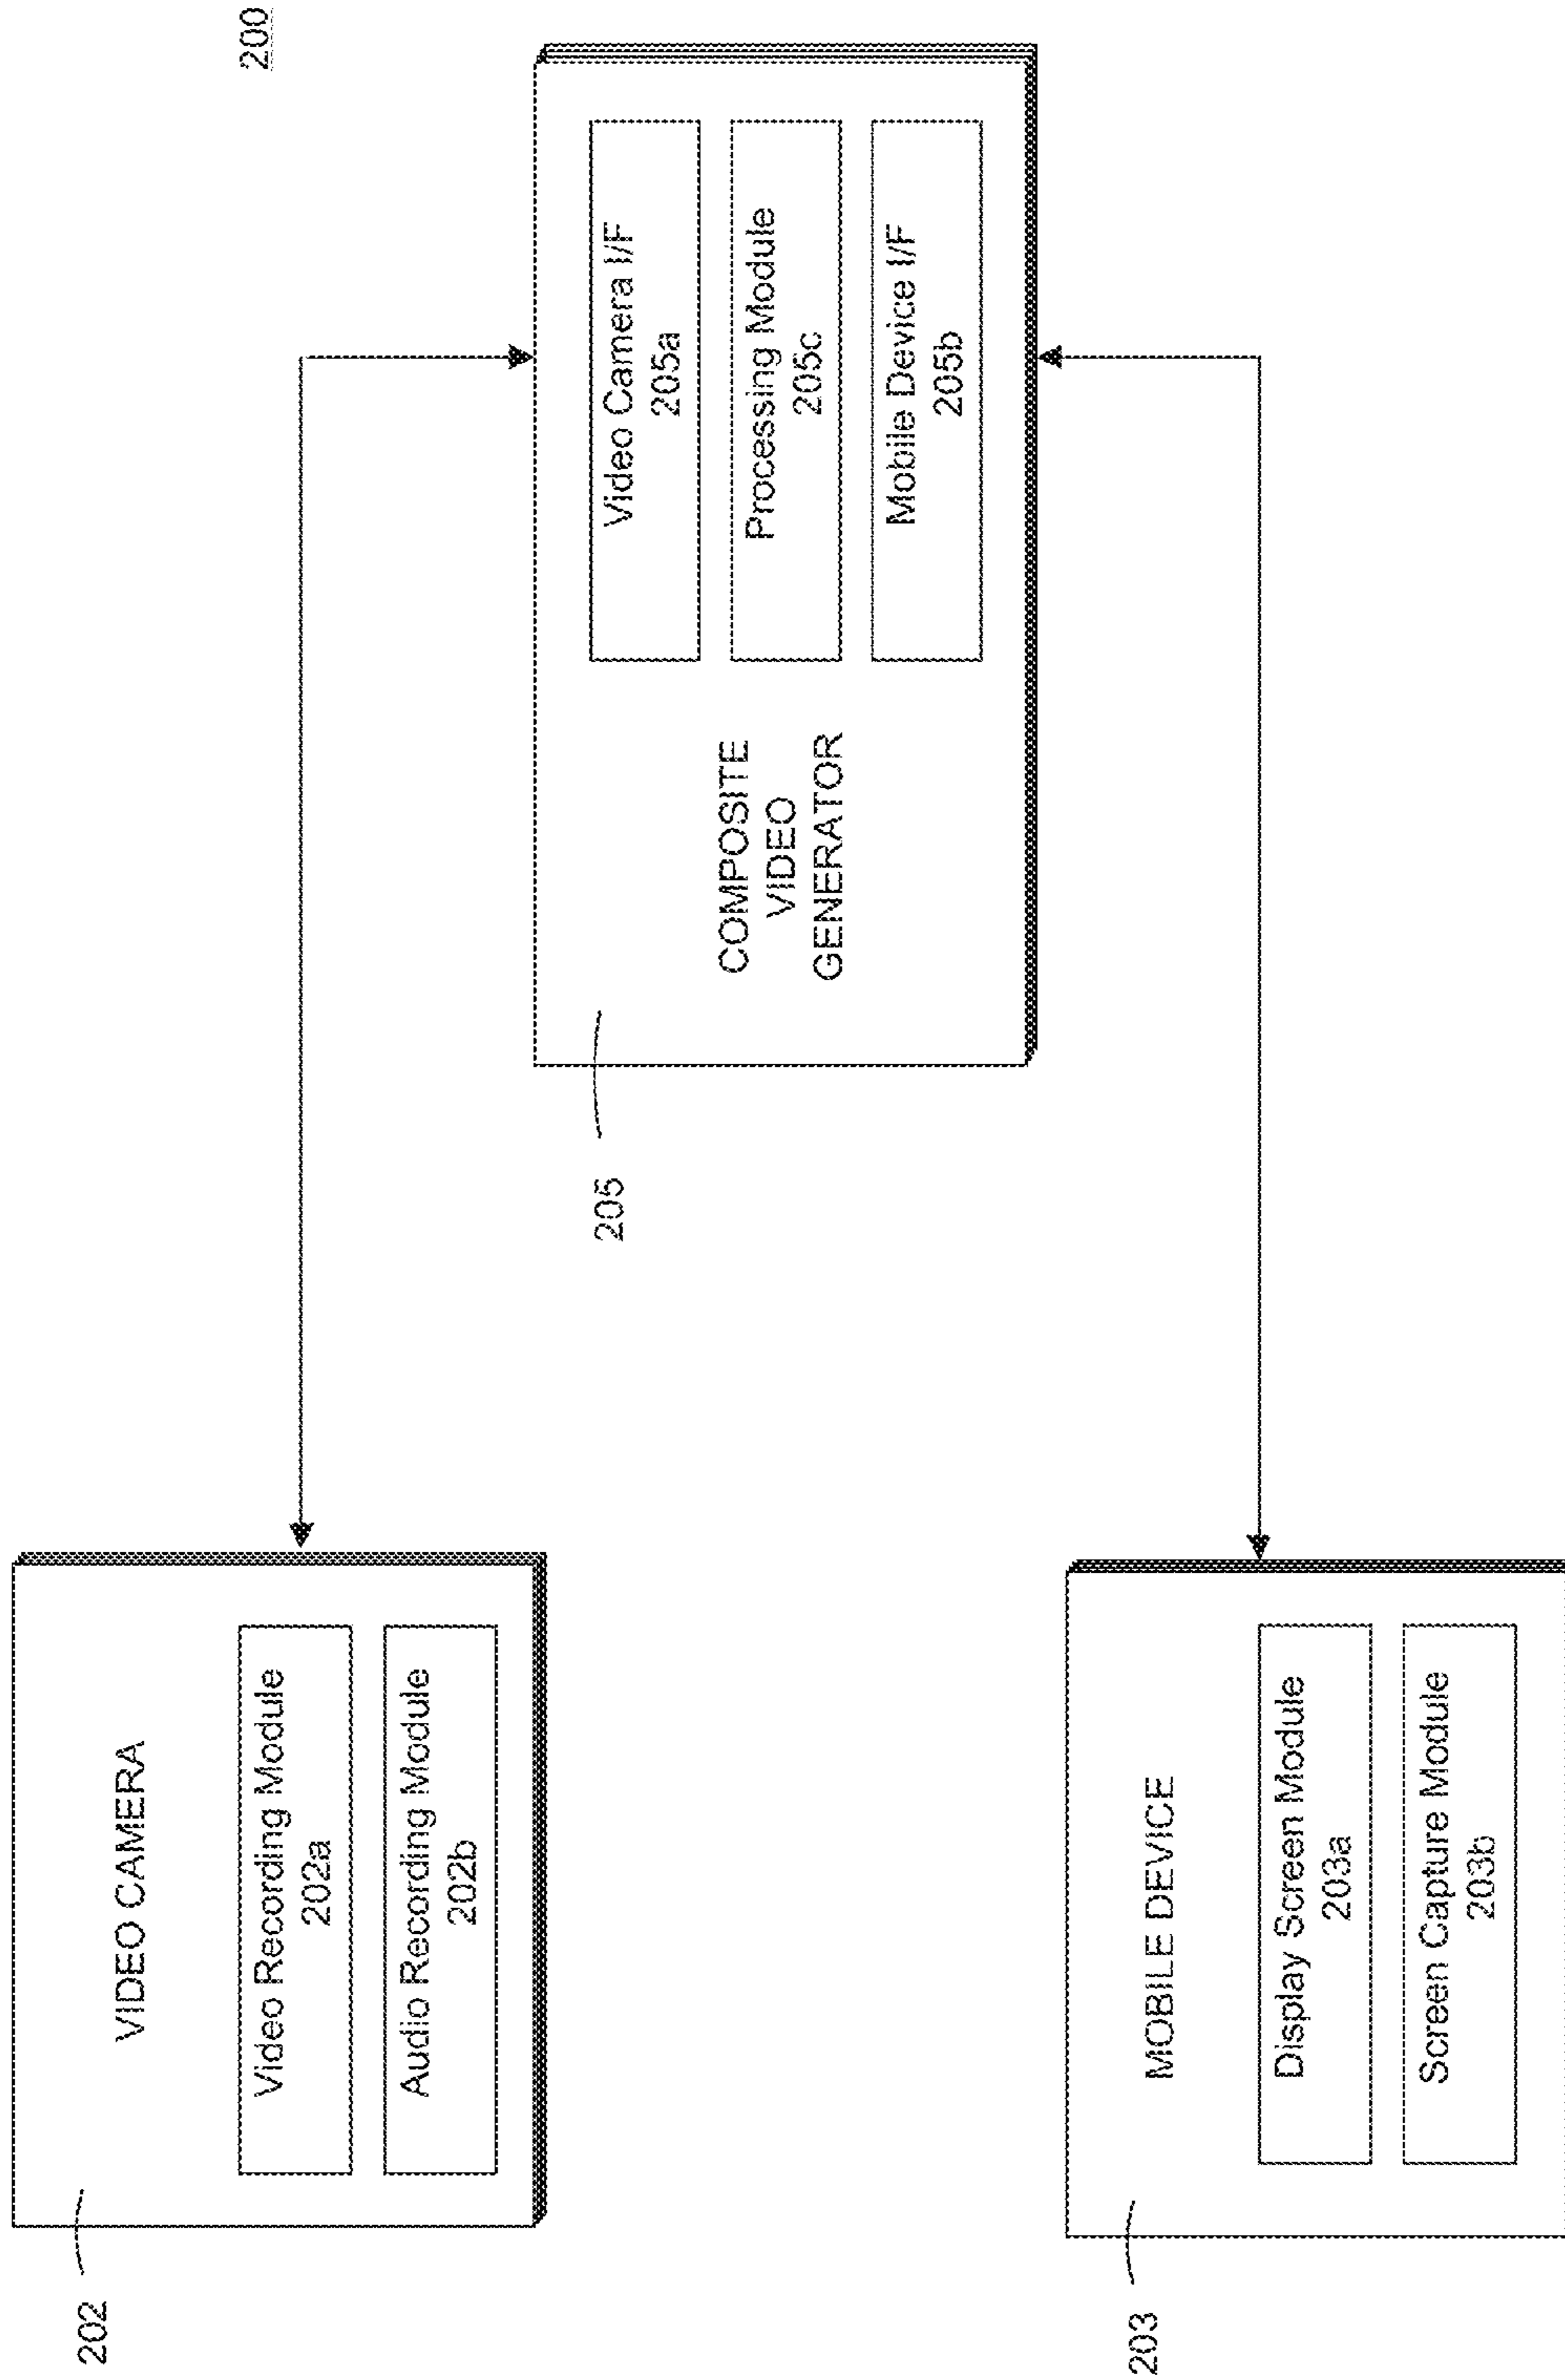 200
202
VIDEO CAMERA
Video Recording Module
202a
Audio Recording Module
202b
205
COMPOSITE
VIDEO
GENERATOR
Video Camera I/F
205a
Processing Module
205c
Mobile Device I/F
205b
203
MOBILE DEVICE
Display Screen Module
203a
Screen Capture Module
203b